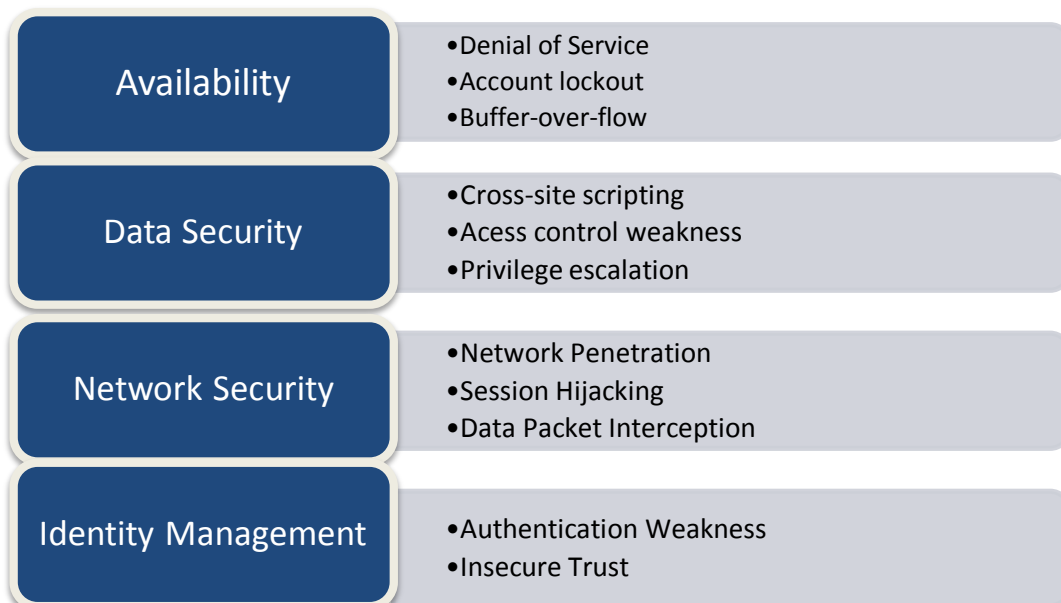 Availability
•Denial of Service
•Account lockout
•Buffer-over-flow
Data Security
•Cross-site scripting
•Acess control weakness
•Privilege escalation
Network Security
•Network Penetration
•Session Hijacking
•Data Packet Interception
Identity Management
•Authentication Weakness
•Insecure Trust